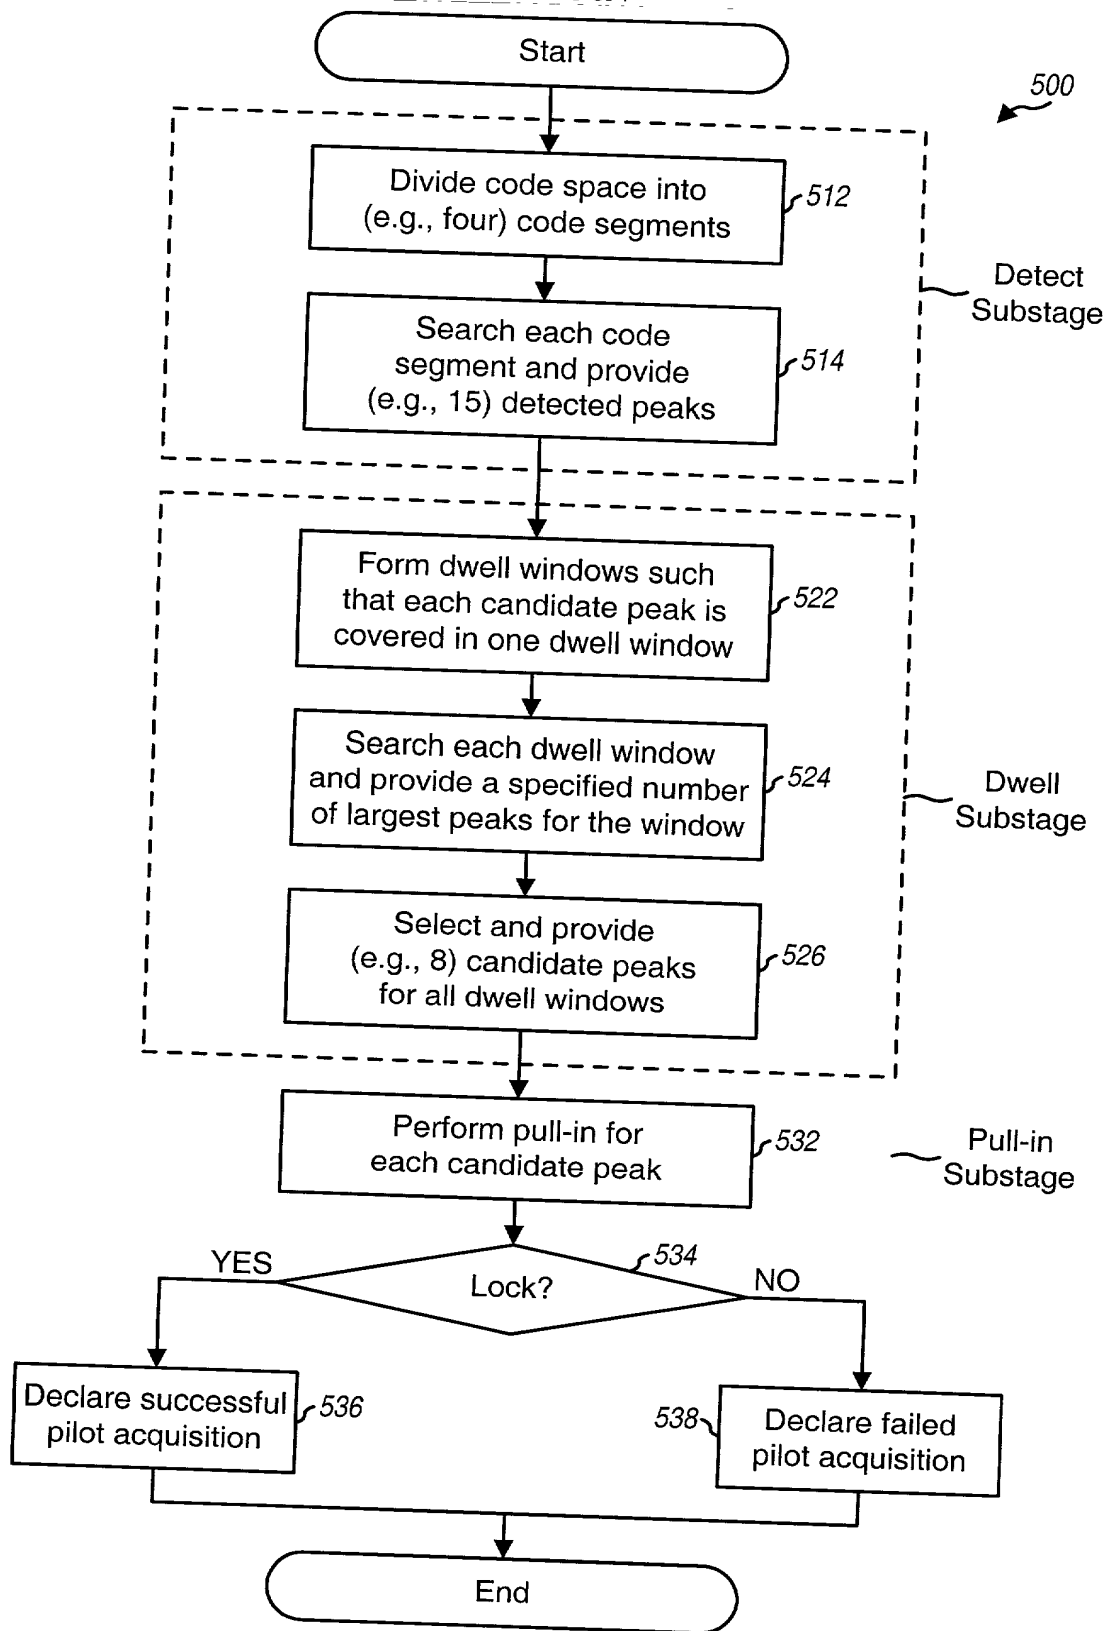 Start
500
Divide code space into
(e.g., four) code segments
512
Detect
Substage
Search each code
segment and provide
(e.g., 15) detected peaks
514
Form dwell windows such
that each candidate peak is
covered in one dwell window
522
Search each dwell window
and provide a specified number
of largest peaks for the window
524
Dwell
Substage
Select and provide
(e.g., 8) candidate peaks
for all dwell windows
526
Perform pull-in for
each candidate peak
532
Pull-in
Substage
534
YES
Lock?
NO
Declare successful
pilot acquisition
536
538
Declare failed
pilot acquisition
End